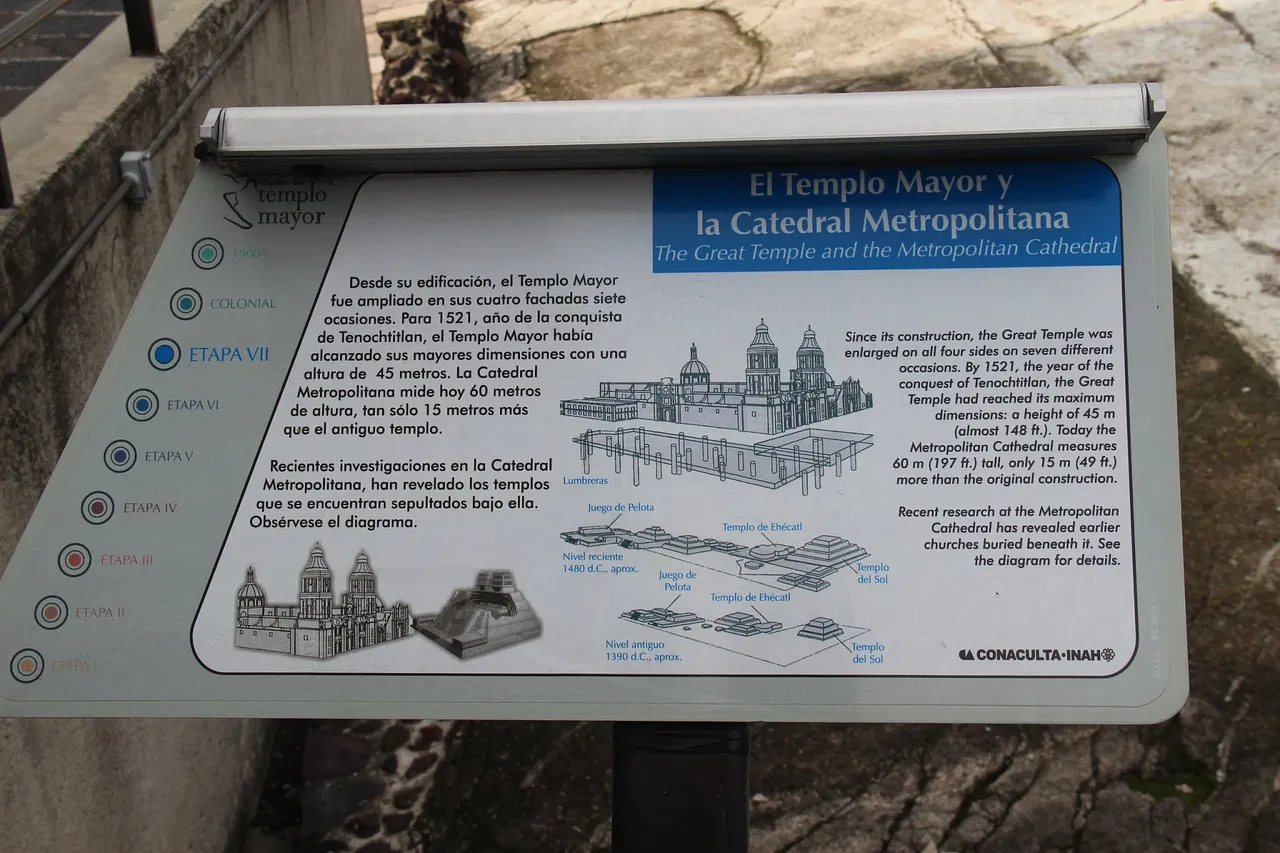 templo
mayor
1900's
COLONIAL
ETAPA VII
ETAPA VI
ETAPA V
ETAPA IV
ETAPA III
ETAPA II
ETAPA I
El Templo Mayor y
la Catedral Metropolitana
The Great Temple and the Metropolitan Cathedral
Desde su edificación, el Templo Mayor
fue ampliado en sus cuatro fachadas siete
ocasiones. Para 1521, año de la conquista
de Tenochtitlan, el Templo Mayor había
alcanzado sus mayores dimensiones con una
altura de 45 metros. La Catedral
Metropolitana mide hoy 60 metros
de altura, tan sólo 15 metros más
que el antiguo templo.
Recientes investigaciones en la Catedral
Metropolitana, han revelado los templos
que se encuentran sepultados bajo ella.
Obsérvese el diagrama.
Lumbreras
Juego de Pelota
Templo de Ehécatl
Nivel reciente
1480 d.C., aprox.
Templo
del Sol
Juego de
Pelota
Templo de Ehécatl
Nivel antiguo
1390 d.C., aprox.
Templo
del Sol
Since its construction, the Great Temple was
enlarged on all four sides on seven different
occasions. By 1521, the year of the
conquest of Tenochtitlan, the Great
Temple had reached its maximum
dimensions: a height of 45 m
(almost 148 ft.). Today the
Metropolitan Cathedral measures
60 m (197 ft.) tall, only 15 m (49 ft.)
more than the original construction.
Recent research at the Metropolitan
Cathedral has revealed earlier
churches buried beneath it. See
the diagram for details.
CONACULTA·INAH